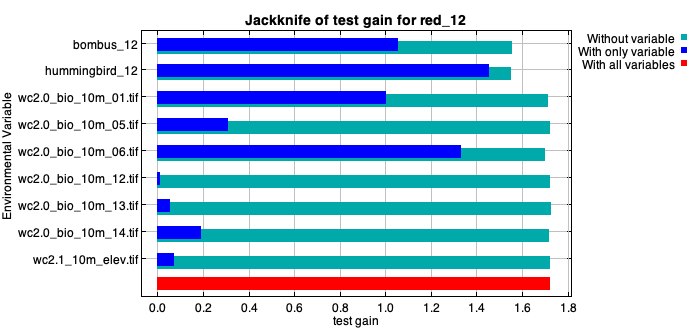 Jackknife of test gain for red_12
Without variable
With only variable
With all variables
Environmental Variable
bombus_12
hummingbird_12
wc2.0_bio_10m_01.tif
wc2.0_bio_10m_05.tif
wc2.0_bio_10m_06.tif
wc2.0_bio_10m_12.tif
wc2.0_bio_10m_13.tif
wc2.0_bio_10m_14.tif
wc2.1_10m_elev.tif
0.0 0.2 0.4 0.6 0.8 1.0 1.2 1.4 1.6 1.8
test gain